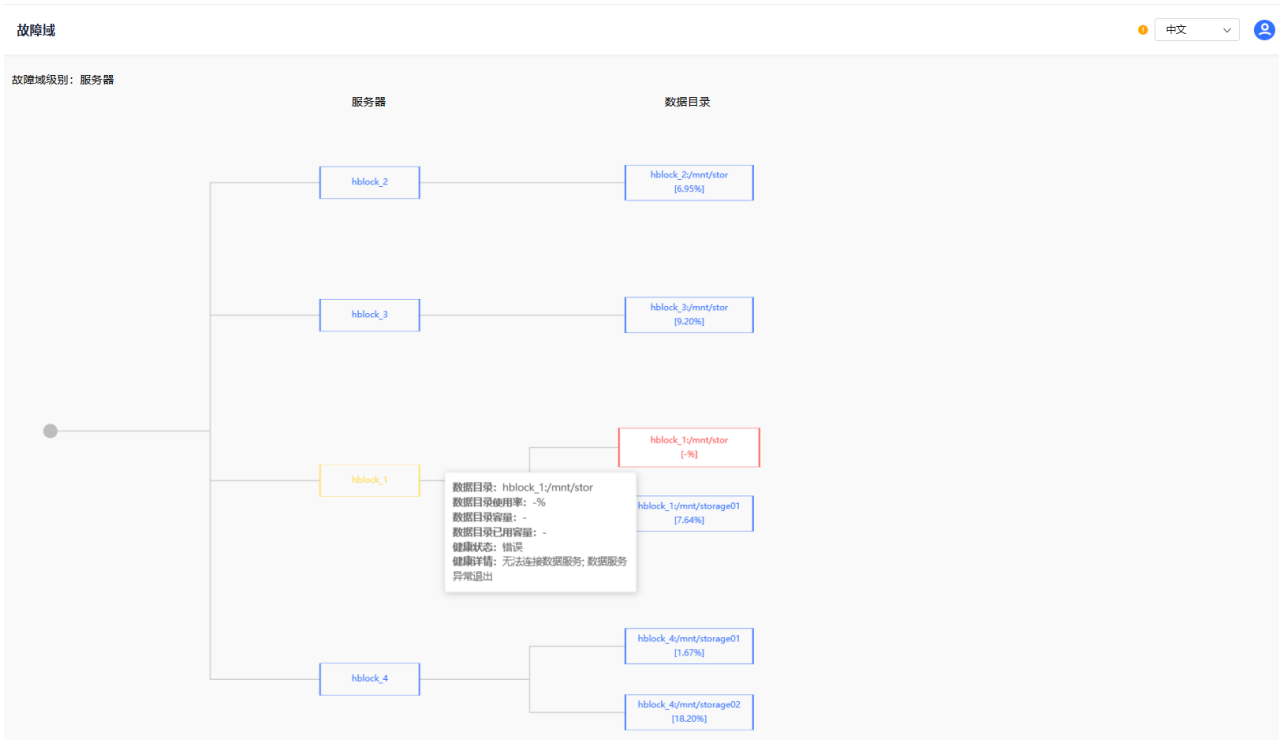 故障域
中文
故障域级别：服务器
服务器
数据目录
hblock_2
hblock_2:/mnt/stor
[6.95%]
hblock_3
hblock_3:/mnt/stor
[9.20%]
hblock_1
hblock_1:/mnt/stor
[-%]
hblock_1:/mnt/storage01
[7.64%]
数据目录：hblock_1:/mnt/stor
数据目录使用率：-%
数据目录容量：-
数据目录已用容量：-
健康状态：错误
健康详情：无法连接数据服务; 数据服务
异常退出
hblock_4
hblock_4:/mnt/storage01
[1.67%]
hblock_4:/mnt/storage02
[18.20%]